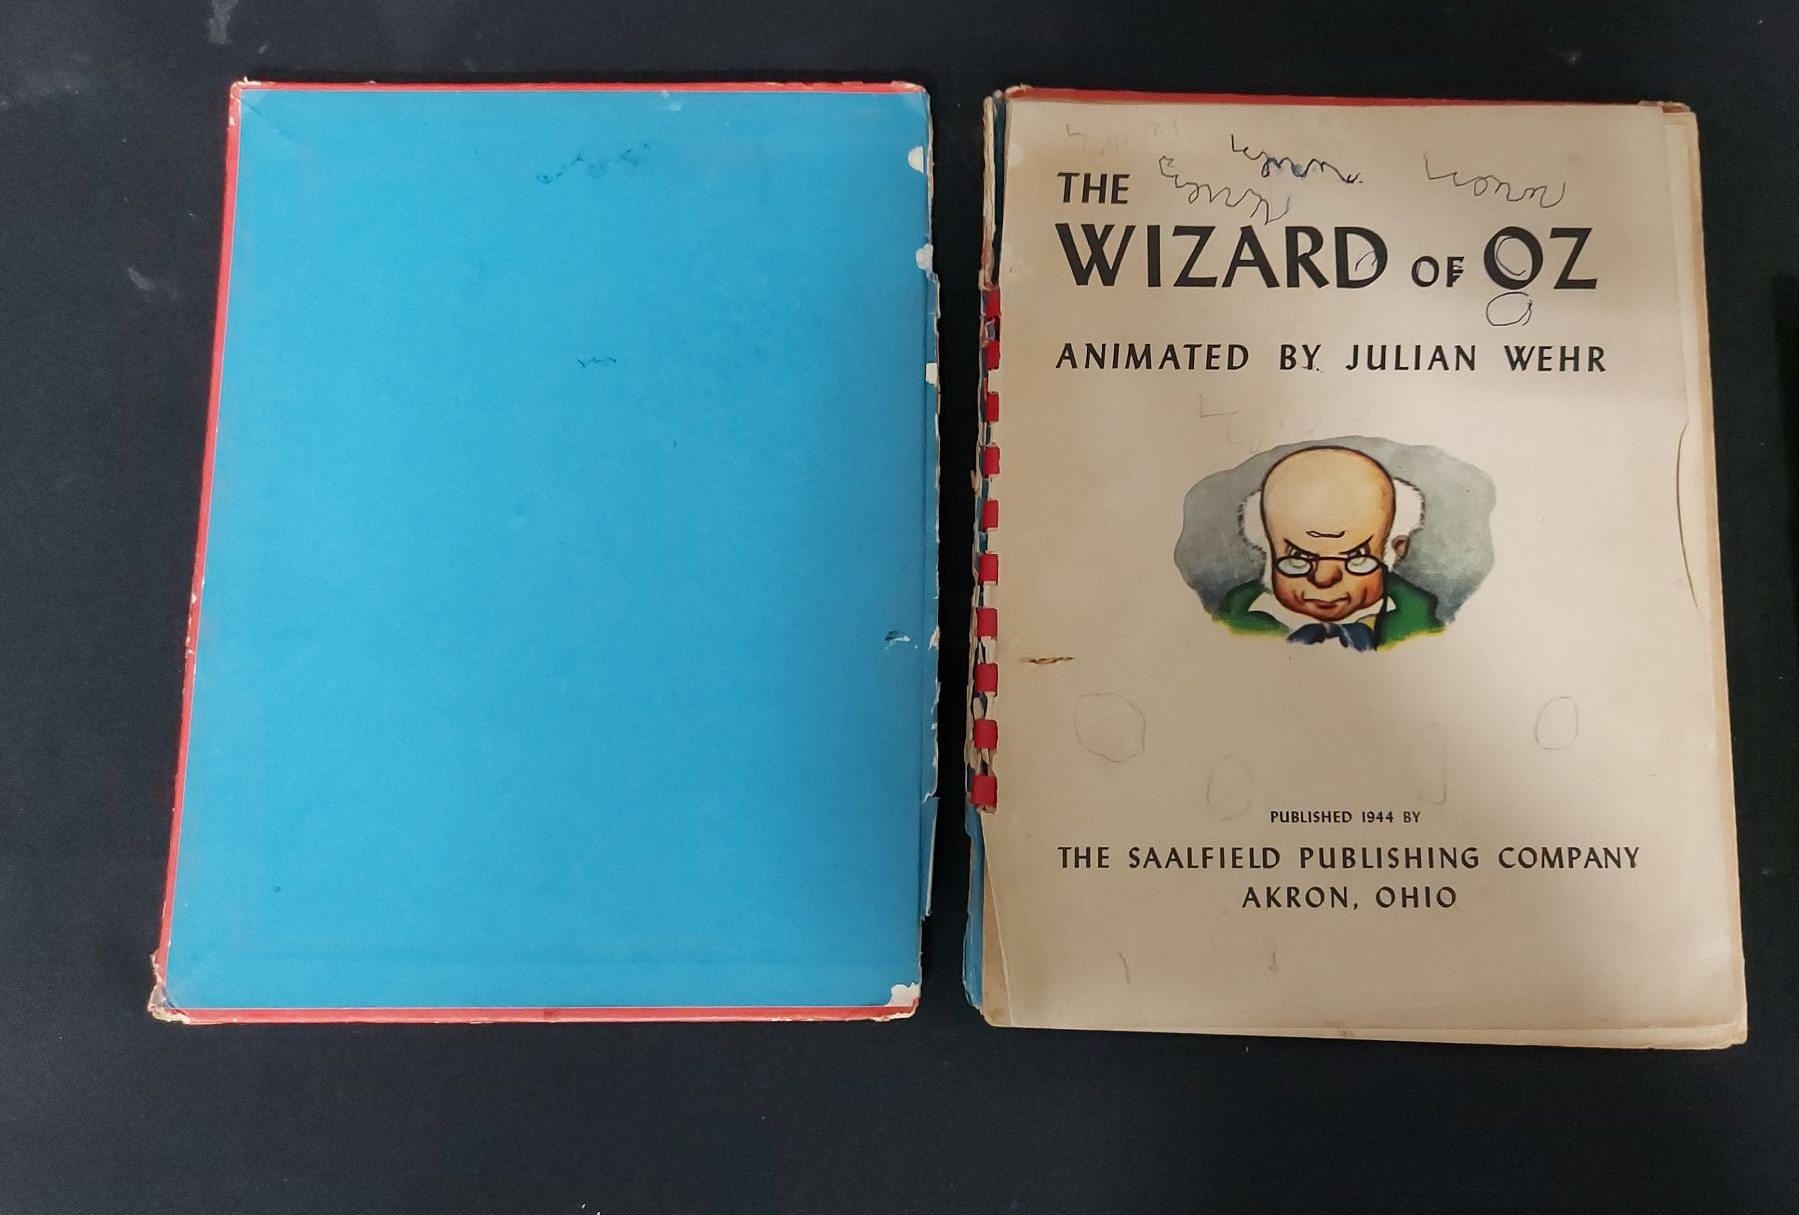 THE
WIZARD OF OZ
ANIMATED BY JULIAN WEHR
PUBLISHED 1944 BY
THE SAALFIELD PUBLISHING COMPANY
AKRON, OHIO